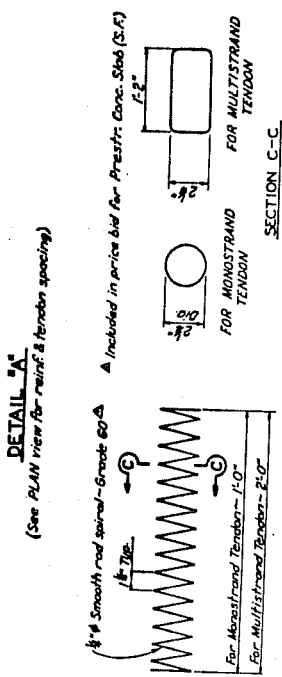 DETAIL "A"
(See PLAN view for reinf. & tendon spacing)
¼"φ Smooth rod spiral~Grade 60 Δ
Δ Included in price bid for Prestr. Conc. Slab (S.F.)
Typ.
C
C
For Monostrand Tendon~1'-0"
For Multistrand Tendon~2'-0"
Dia.
FOR MONOSTRAND
TENDON
1'-2"
FOR MULTISTRAND
TENDON
SECTION C-C